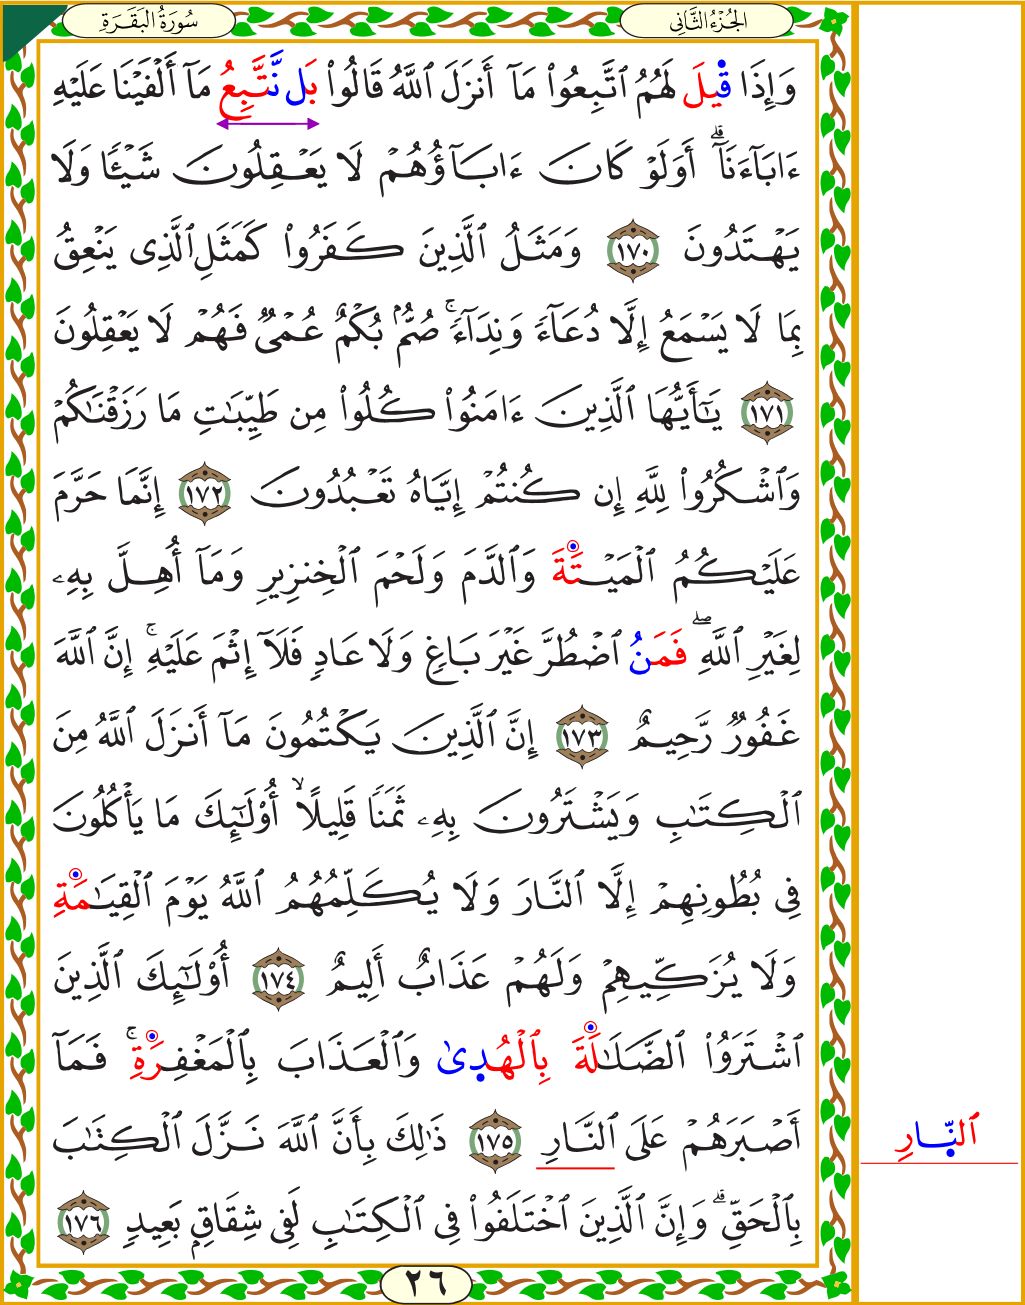 سُورَةُ الْبَقَرَةِ
الجُزْءُ الثَّانِي
وَإِذَا قِيلَ لَهُمُ ٱتَّبِعُوا۟ مَآ أَنزَلَ ٱللَّهُ قَالُوا۟ بَل نَّتَّبِعُ مَآ أَلْفَيْنَا عَلَيْهِ
ءَابَآءَنَآ ۗ أَوَلَوْ كَانَ ءَابَآؤُهُمْ لَا يَعْقِلُونَ شَيْـًٔا وَلَا
يَهْتَدُونَ ١٧٠ وَمَثَلُ ٱلَّذِينَ كَفَرُوا۟ كَمَثَلِ ٱلَّذِى يَنْعِقُ
بِمَا لَا يَسْمَعُ إِلَّا دُعَآءً وَنِدَآءً ۚ صُمٌّۢ بُكْمٌ عُمْىٌ فَهُمْ لَا يَعْقِلُونَ
١٧١ يَـٰٓأَيُّهَا ٱلَّذِينَ ءَامَنُوا۟ كُلُوا۟ مِن طَيِّبَـٰتِ مَا رَزَقْنَـٰكُمْ
وَٱشْكُرُوا۟ لِلَّهِ إِن كُنتُمْ إِيَّاهُ تَعْبُدُونَ ١٧٢ إِنَّمَا حَرَّمَ
عَلَيْكُمُ ٱلْمَيْتَةَ وَٱلدَّمَ وَلَحْمَ ٱلْخِنزِيرِ وَمَآ أُهِلَّ بِهِۦ
لِغَيْرِ ٱللَّهِ ۖ فَمَنُ ٱضْطُرَّ غَيْرَ بَاغٍ وَلَا عَادٍ فَلَآ إِثْمَ عَلَيْهِ ۚ إِنَّ ٱللَّهَ
غَفُورٌ رَّحِيمٌ ١٧٣ إِنَّ ٱلَّذِينَ يَكْتُمُونَ مَآ أَنزَلَ ٱللَّهُ مِنَ
ٱلْكِتَـٰبِ وَيَشْتَرُونَ بِهِۦ ثَمَنًا قَلِيلًا ۙ أُو۟لَـٰٓئِكَ مَا يَأْكُلُونَ
فِى بُطُونِهِمْ إِلَّا ٱلنَّارَ وَلَا يُكَلِّمُهُمُ ٱللَّهُ يَوْمَ ٱلْقِيَـٰمَةِ
وَلَا يُزَكِّيهِمْ وَلَهُمْ عَذَابٌ أَلِيمٌ ١٧٤ أُو۟لَـٰٓئِكَ ٱلَّذِينَ
ٱشْتَرَوُا۟ ٱلضَّلَـٰلَةَ بِٱلْهُدِىٰ وَٱلْعَذَابَ بِٱلْمَغْفِرَةِ ۚ فَمَآ
أَصْبَرَهُمْ عَلَى ٱلنَّارِ ١٧٥ ذَٰلِكَ بِأَنَّ ٱللَّهَ نَزَّلَ ٱلْكِتَـٰبَ
ٱلنَّارِ
بِٱلْحَقِّ ۗ وَإِنَّ ٱلَّذِينَ ٱخْتَلَفُوا۟ فِى ٱلْكِتَـٰبِ لَفِى شِقَاقٍۭ بَعِيدٍ ١٧٦
٢٦